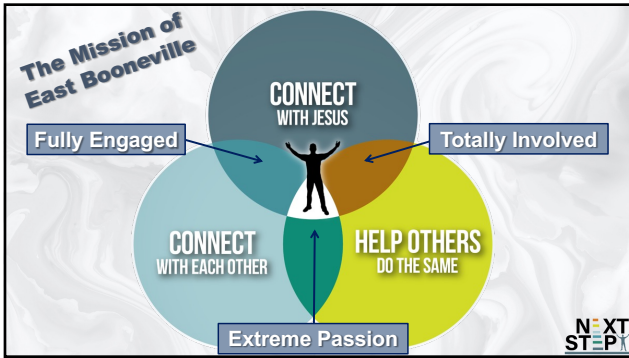 The Mission of
East Booneville
CONNECT
WITH JESUS
Fully Engaged
Totally Involved
CONNECT
WITH EACH OTHER
HELP OTHERS
DO THE SAME
Extreme Passion
NEXT
STEP